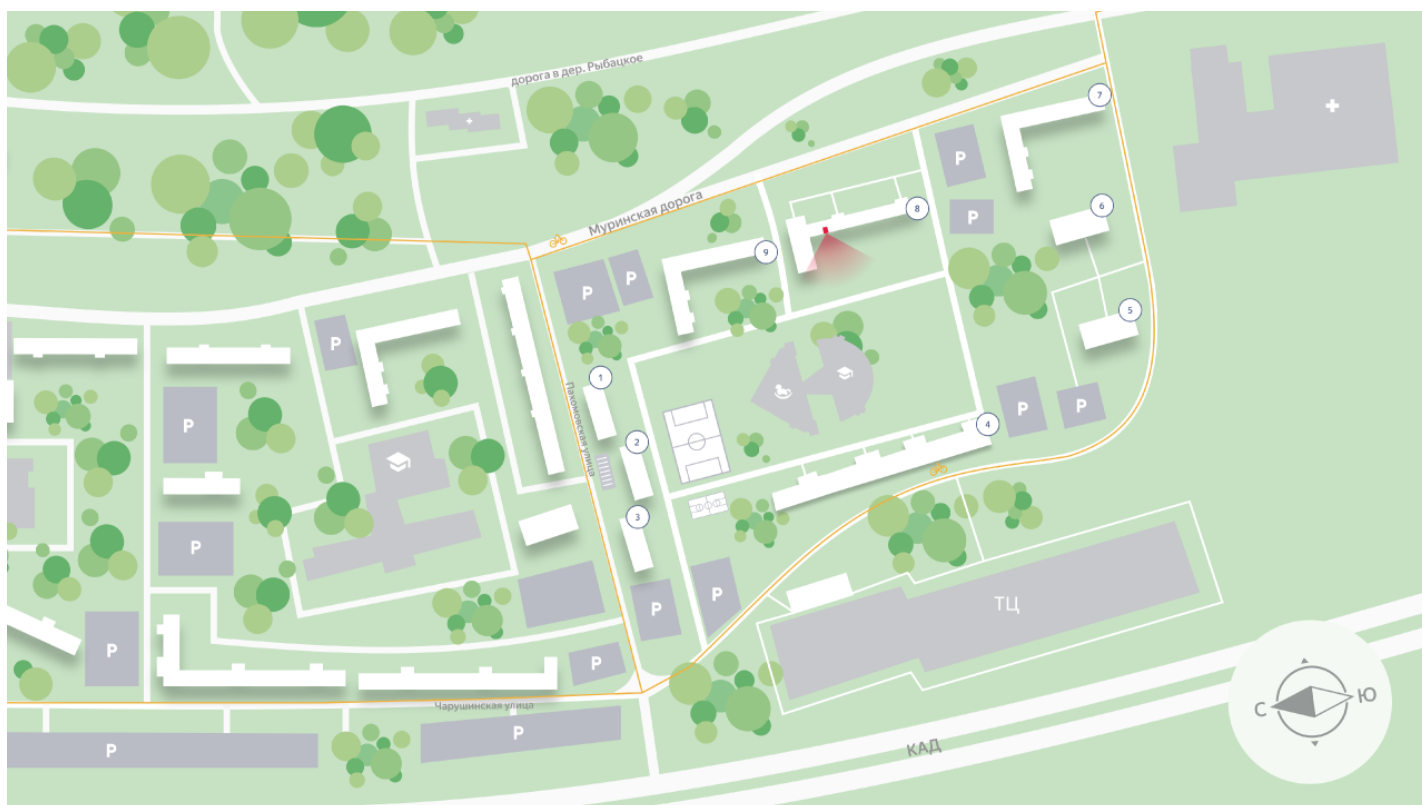 дорога в дер. Рыбацкое
7
P
Муринская дорога
8
6
P
9
P
P
5
P
1
Пахомовская улица
P
P
P
4
2
3
P
P
P
ТЦ
P
P
P
С
Ю
Чарушинская улица
P
КАД
P